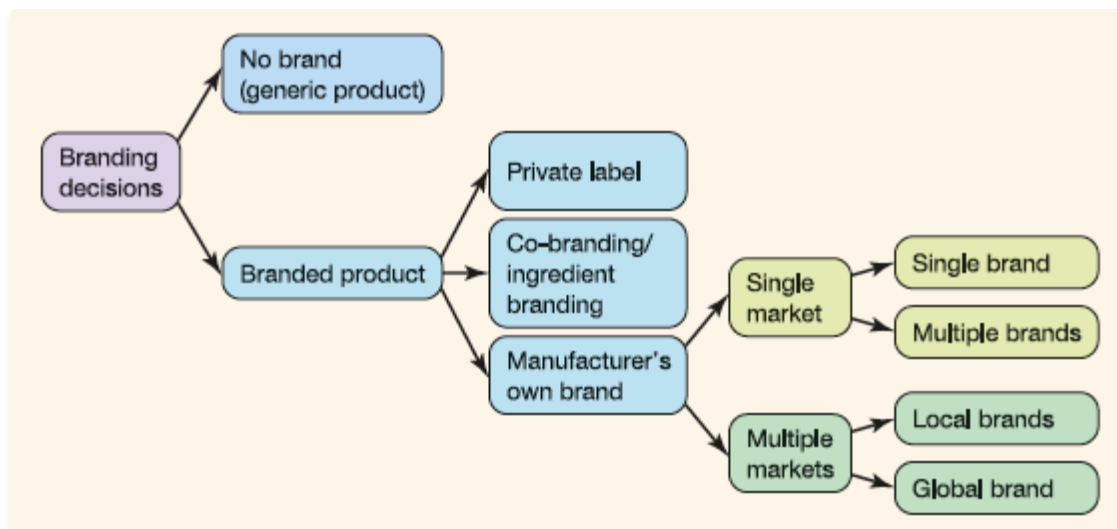 No brand
(generic product)
Branding
decisions
Private label
Branded product
Co–branding/
ingredient
branding
Manufacturer's
own brand
Single
market
Single brand
Multiple brands
Multiple
markets
Local brands
Global brand